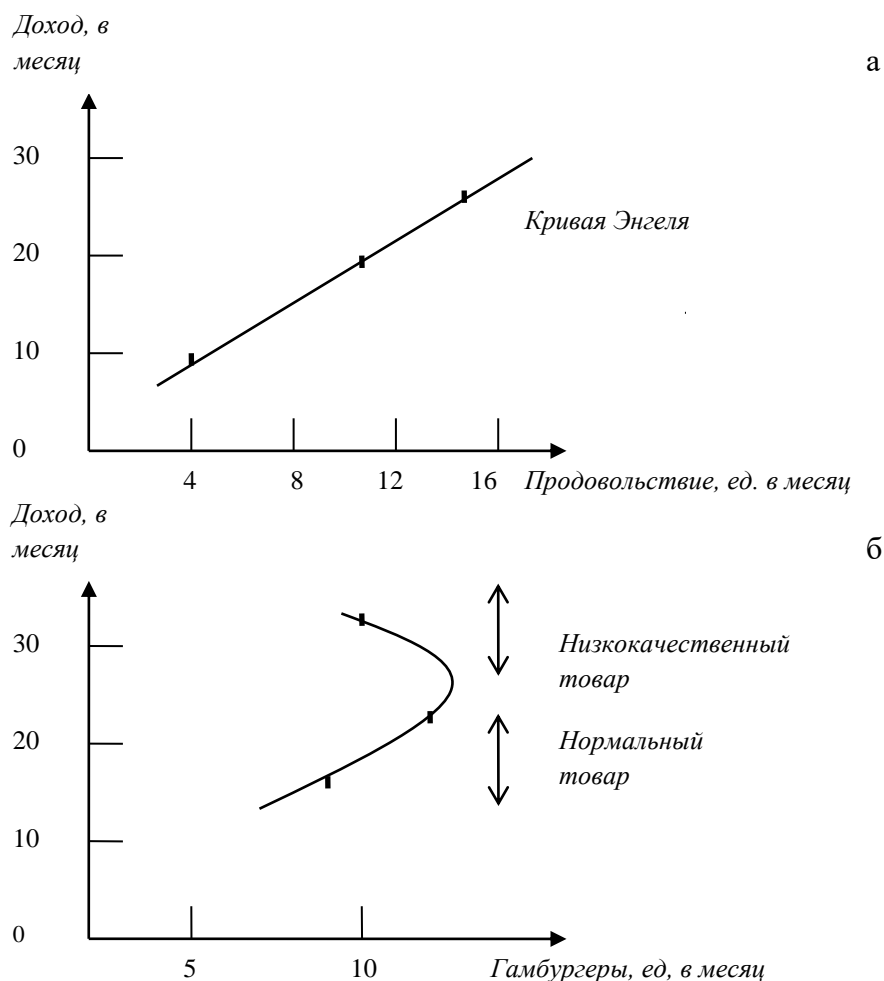 Доход, в
месяц
а
30
Кривая Энгеля
20
10
0
4 8 12 16 Продовольствие, ед. в месяц
Доход, в
месяц
б
30
Низкокачественный
товар
20
Нормальный
товар
10
0
5 10 Гамбургеры, ед, в месяц